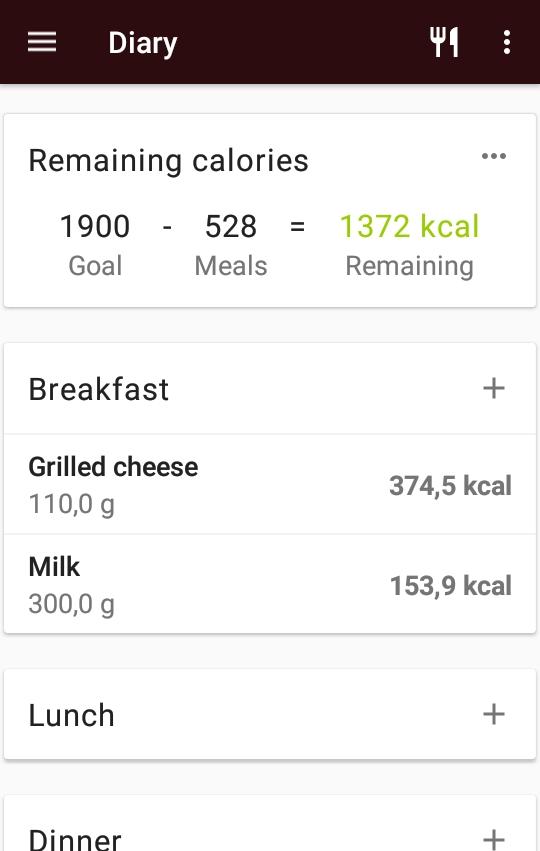 Diary
Remaining calories
1900 - 528 = 1372 kcal
Goal Meals Remaining
Breakfast
Grilled cheese
110,0 g
374,5 kcal
Milk
300,0 g
153,9 kcal
Lunch
Dinner